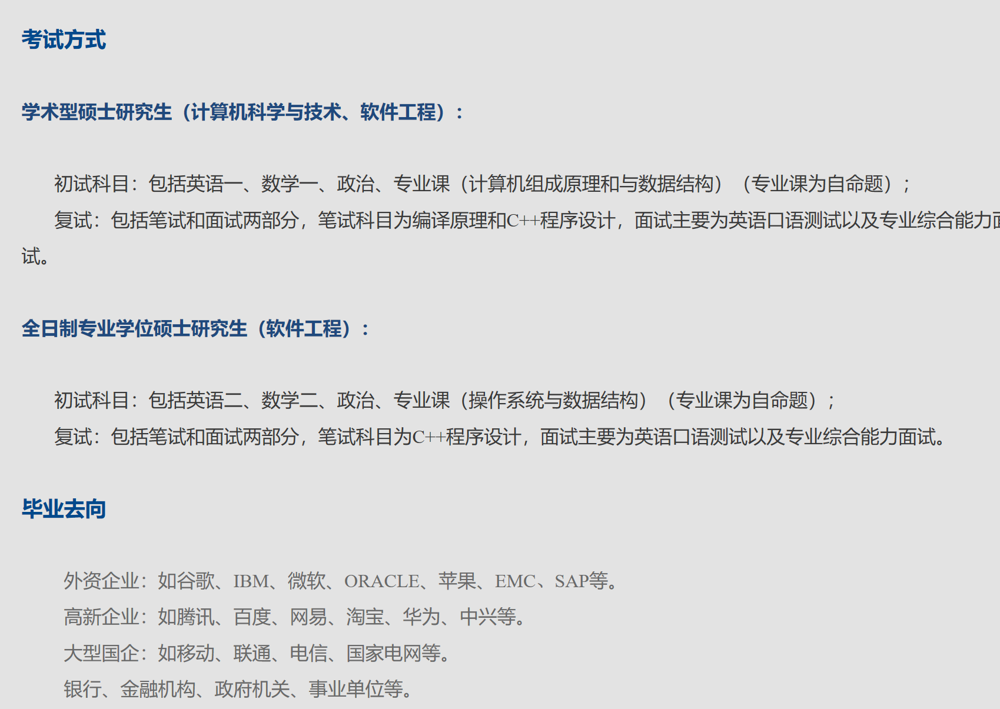 考试方式
学术型硕士研究生（计算机科学与技术、软件工程）：
初试科目：包括英语一、数学一、政治、专业课（计算机组成原理和与数据结构）（专业课为自命题）；
复试：包括笔试和面试两部分，笔试科目为编译原理和C++程序设计，面试主要为英语口语测试以及专业综合能力面
试。
全日制专业学位硕士研究生（软件工程）：
初试科目：包括英语二、数学二、政治、专业课（操作系统与数据结构）（专业课为自命题）；
复试：包括笔试和面试两部分，笔试科目为C++程序设计，面试主要为英语口语测试以及专业综合能力面试。
毕业去向
外资企业：如谷歌、IBM、微软、ORACLE、苹果、EMC、SAP等。
高新企业：如腾讯、百度、网易、淘宝、华为、中兴等。
大型国企：如移动、联通、电信、国家电网等。
银行、金融机构、政府机关、事业单位等。